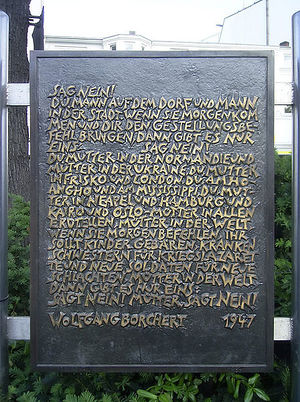 SAG NEIN!
DU, MANN AUF DEM DORF UND MANN
IN DER STADT, WENN SIE MORGEN KOM
MEN UND DIR DEN GESTELLUNGSBE
FEHL BRINGEN, DANN GIBT ES NUR
EINS: SAG NEIN!
DU, MUTTER IN DER NORMANDIE UND
MUTTER IN DER UKRAINE, DU, MUTTER
IN FRISKO UND LONDON, DU, AM HO
ANGHO UND AM MISSISSIPPI, DU, MUT
TER IN NEAPEL UND HAMBURG UND
KAIRO UND OSLO - MÜTTER IN ALLEN
ERDTEILEN, MÜTTER IN DER WELT,
WENN SIE MORGEN BEFEHLEN, IHR
SOLLT KINDER GEBÄREN, KRANKEN
SCHWESTERN FÜR KRIEGSLAZARET
TE UND NEUE SOLDATEN FÜR NEUE
SCHLACHTEN, MÜTTER IN DER WELT,
DANN GIBT ES NUR EINS:
SAGT NEIN! MÜTTER, SAGT NEIN!
WOLFGANG BORCHERT 1947